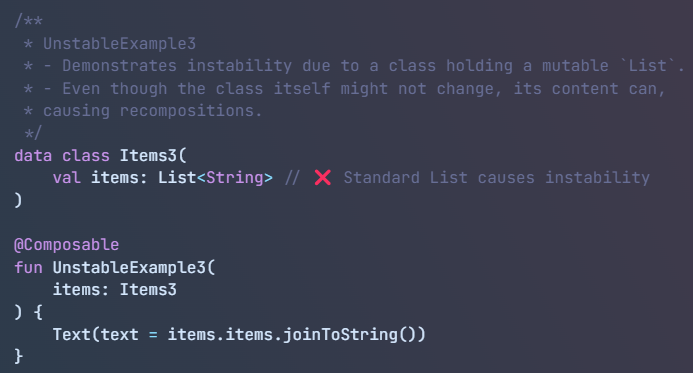 /**
 * UnstableExample3
 * - Demonstrates instability due to a class holding a mutable `List`.
 * - Even though the class itself might not change, its content can,
 * causing recompositions.
 */
data class Items3(
    val items: List<String> // ❌ Standard List causes instability
)

@Composable
fun UnstableExample3(
    items: Items3
) {
    Text(text = items.items.joinToString())
}